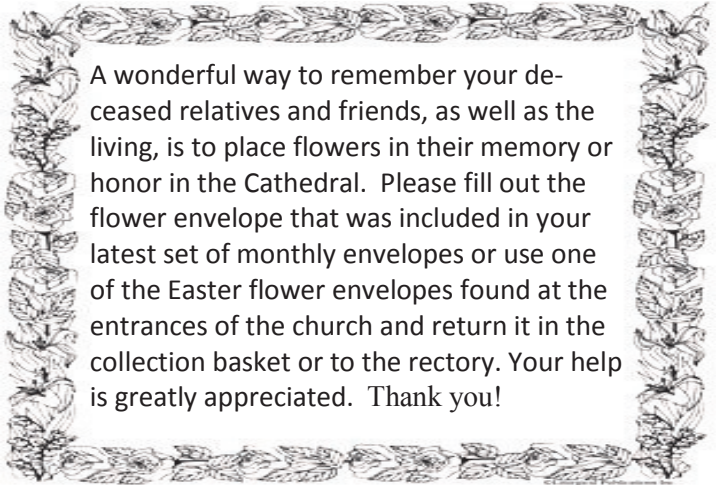 A wonderful way to remember your de-
ceased relatives and friends, as well as the
living, is to place flowers in their memory or
honor in the Cathedral.  Please fill out the
flower envelope that was included in your
latest set of monthly envelopes or use one
of the Easter flower envelopes found at the
entrances of the church and return it in the
collection basket or to the rectory. Your help
is greatly appreciated.  Thank you!